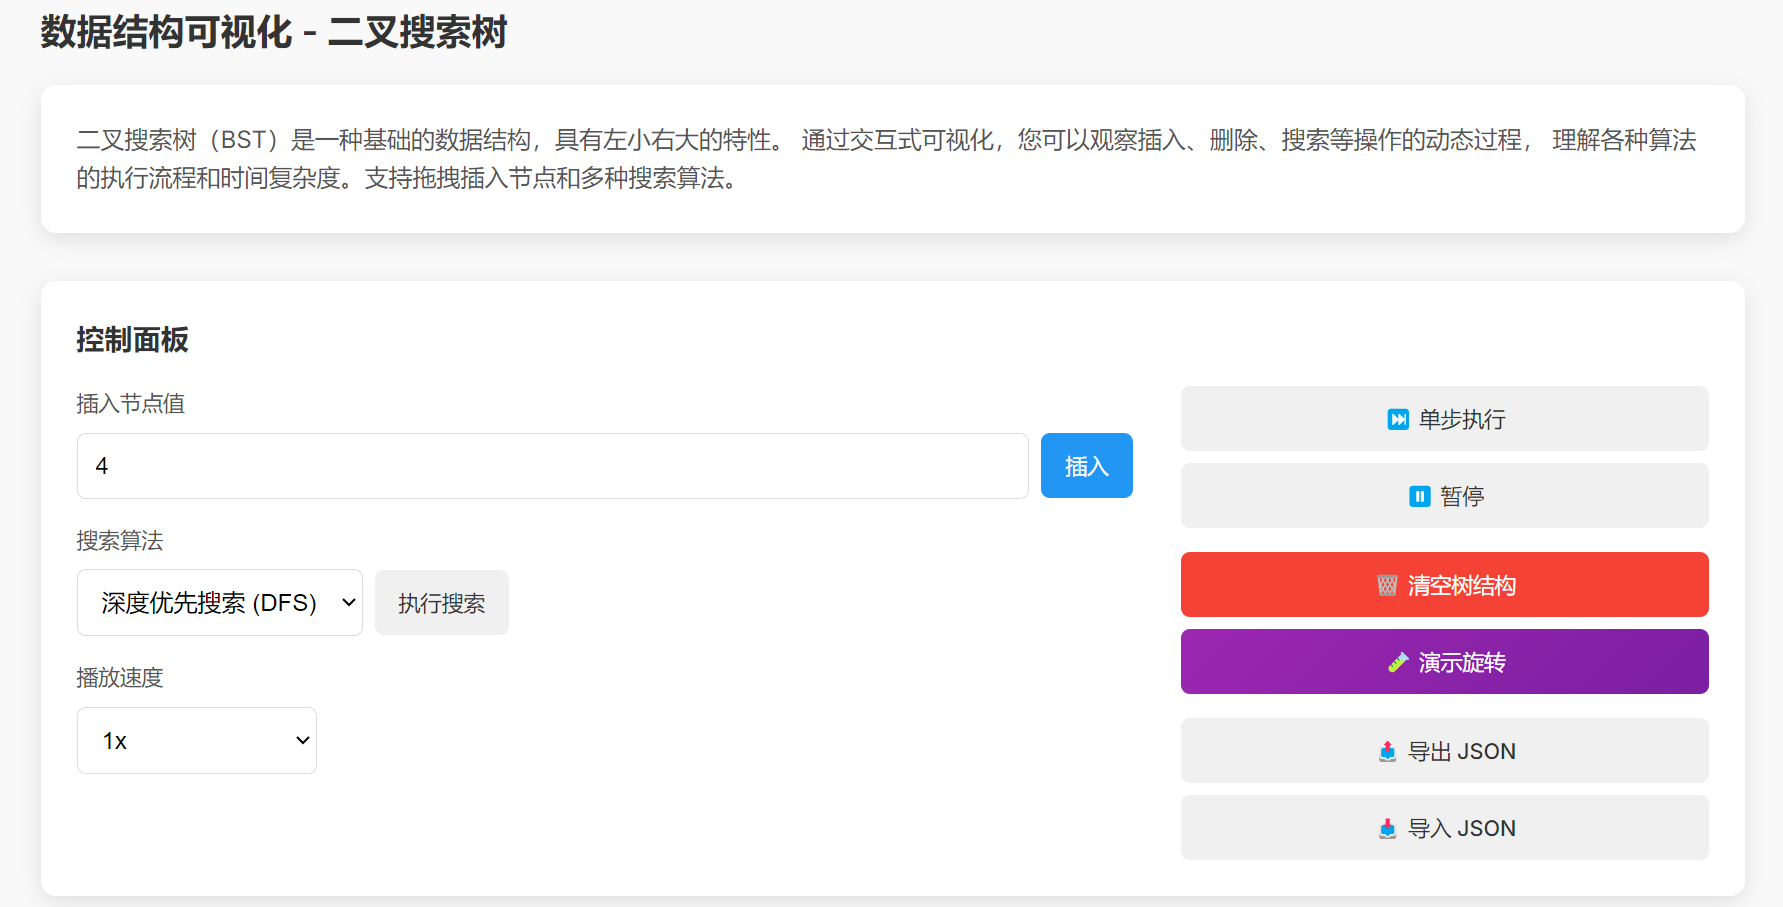 数据结构可视化 - 二叉搜索树
二叉搜索树（BST）是一种基础的数据结构，具有左小右大的特性。 通过交互式可视化，您可以观察插入、删除、搜索等操作的动态过程， 理解各种算法
的执行流程和时间复杂度。支持拖拽插入节点和多种搜索算法。
控制面板
插入节点值
4
插入
搜索算法
深度优先搜索 (DFS)
执行搜索
播放速度
1x
单步执行
暂停
清空树结构
演示旋转
导出 JSON
导入 JSON